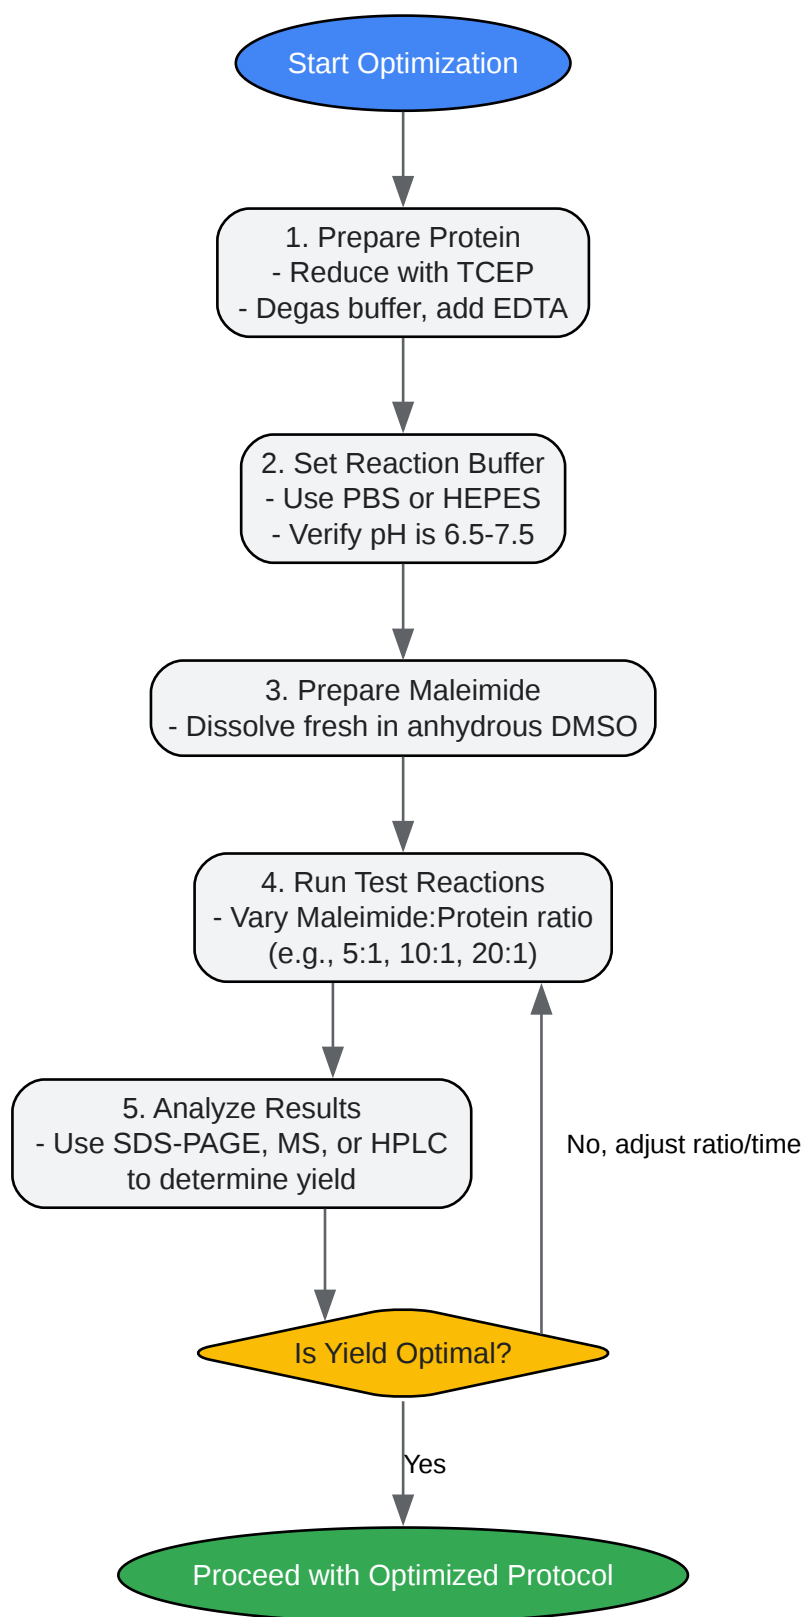 Start Optimization
1. Prepare Protein
- Reduce with TCEP
- Degas buffer, add EDTA
2. Set Reaction Buffer
- Use PBS or HEPES
- Verify pH is 6.5-7.5
3. Prepare Maleimide
- Dissolve fresh in anhydrous DMSO
4. Run Test Reactions
- Vary Maleimide:Protein ratio
(e.g., 5:1, 10:1, 20:1)
5. Analyze Results
- Use SDS-PAGE, MS, or HPLC
to determine yield
No, adjust ratio/time
Is Yield Optimal?
Yes
Proceed with Optimized Protocol